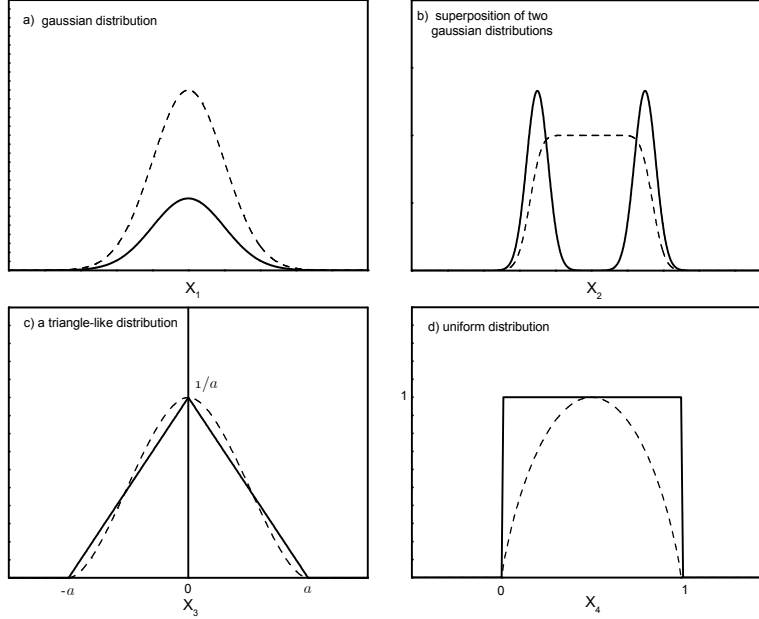 a) gaussian distribution
X₁
b) superposition of two
gaussian distributions
X₂
c) a triangle-like distribution
1/a
-a
0
a
X₃
d) uniform distribution
1
0
1
X₄